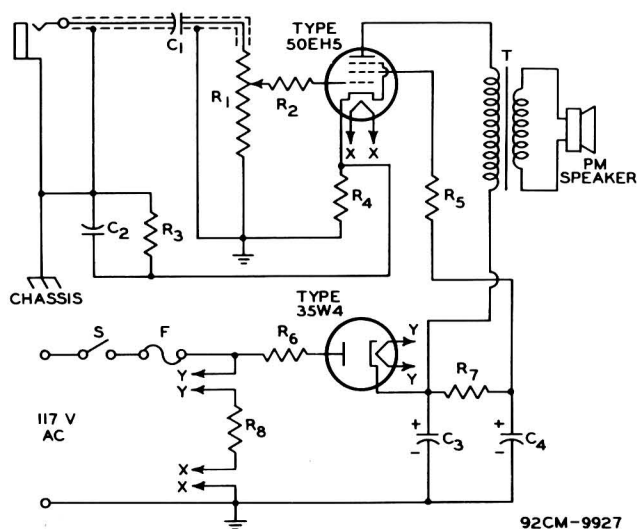 TYPE
50EH5
C1
R1
R2
X X
T
PM
SPEAKER
R4
R5
C2
R3
CHASSIS
TYPE
35W4
S
F
R6
Y
Y
Y
Y
R7
117 V
AC
R8
+
-
C3
+
-
C4
X
X
92CM-9927